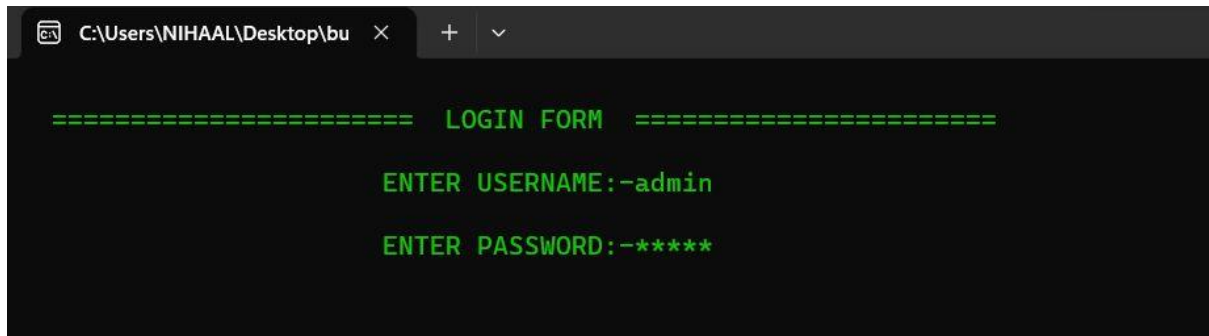 C:\Users\NIHAAL\Desktop\bu
======================= LOGIN FORM =======================
ENTER USERNAME:-admin
ENTER PASSWORD:-*****